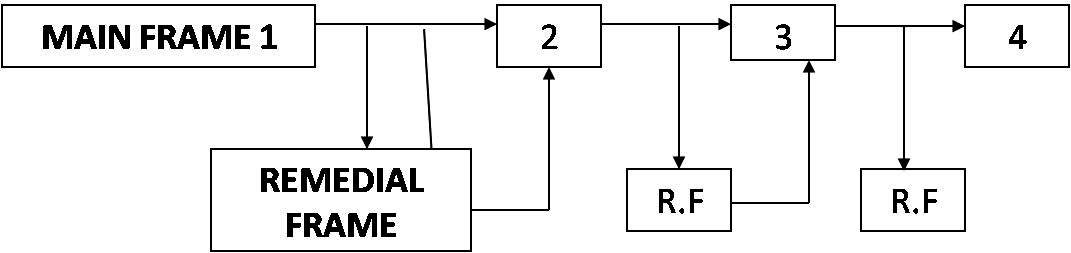 MAIN FRAME 1
2
3
4
REMEDIAL
FRAME
R.F
R.F